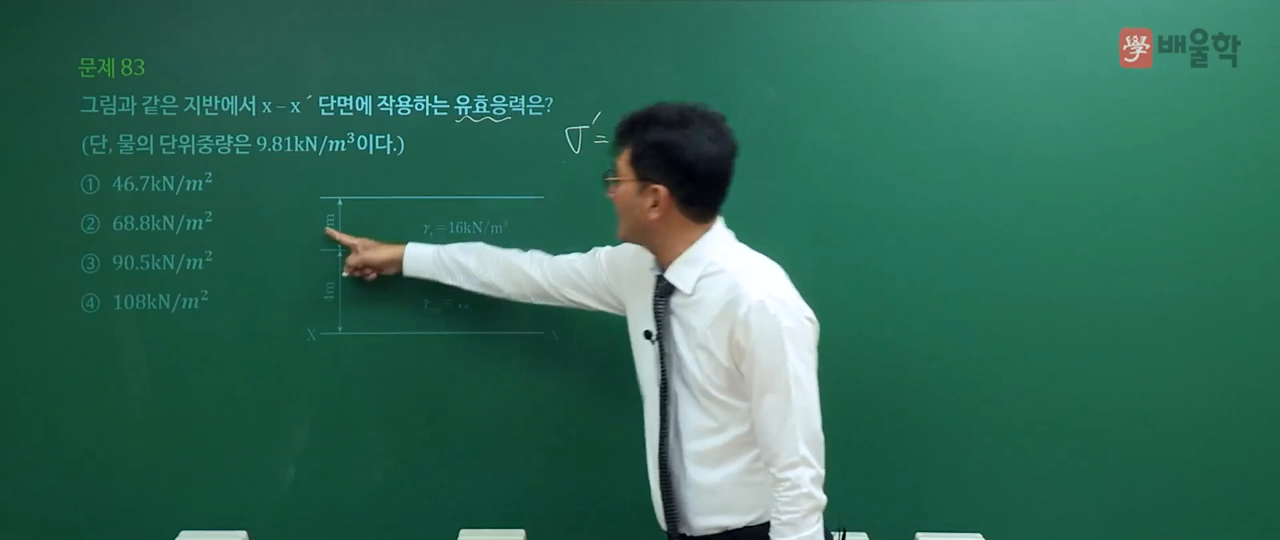 學 배울학
문제 83
그림과 같은 지반에서 x – x´ 단면에 작용하는 유효응력은?
(단, 물의 단위중량은 9.81kN/m³이다.)
σ′=
① 46.7kN/m²
② 68.8kN/m²
③ 90.5kN/m²
④ 108kN/m²
m
γₜ=16kN/m³
4m
X